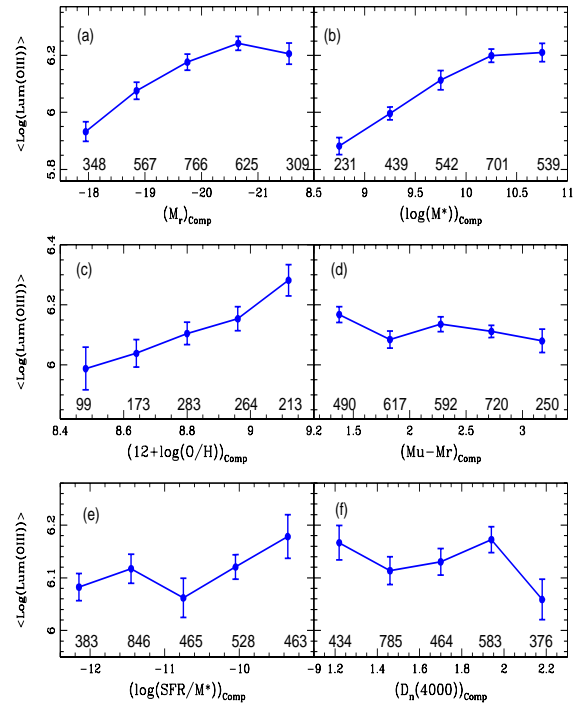 (a)
(b)
<Log(Lum(OIII))>
6.2
6
5.8
348 567 766 625 309
231 439 542 701 539
-18 -19 -20 -21 8.5 9 9.5 10 10.5 11
(M_r)_Comp
(log(M*))_Comp
(c)
(d)
<Log(Lum(OIII))>
6.4
6.2
6
99 173 283 264 213
490 617 592 720 250
8.4 8.6 8.8 9 9.2 1.5 2 2.5 3
(12+log(O/H))_Comp
(Mu-Mr)_Comp
(e)
(f)
<Log(Lum(OIII))>
6.2
6.1
6
383 846 465 528 463
434 785 464 583 376
-12 -11 -10 -9 1.2 1.4 1.6 1.8 2 2.2
(log(SFR/M*))_Comp
(D_n(4000))_Comp